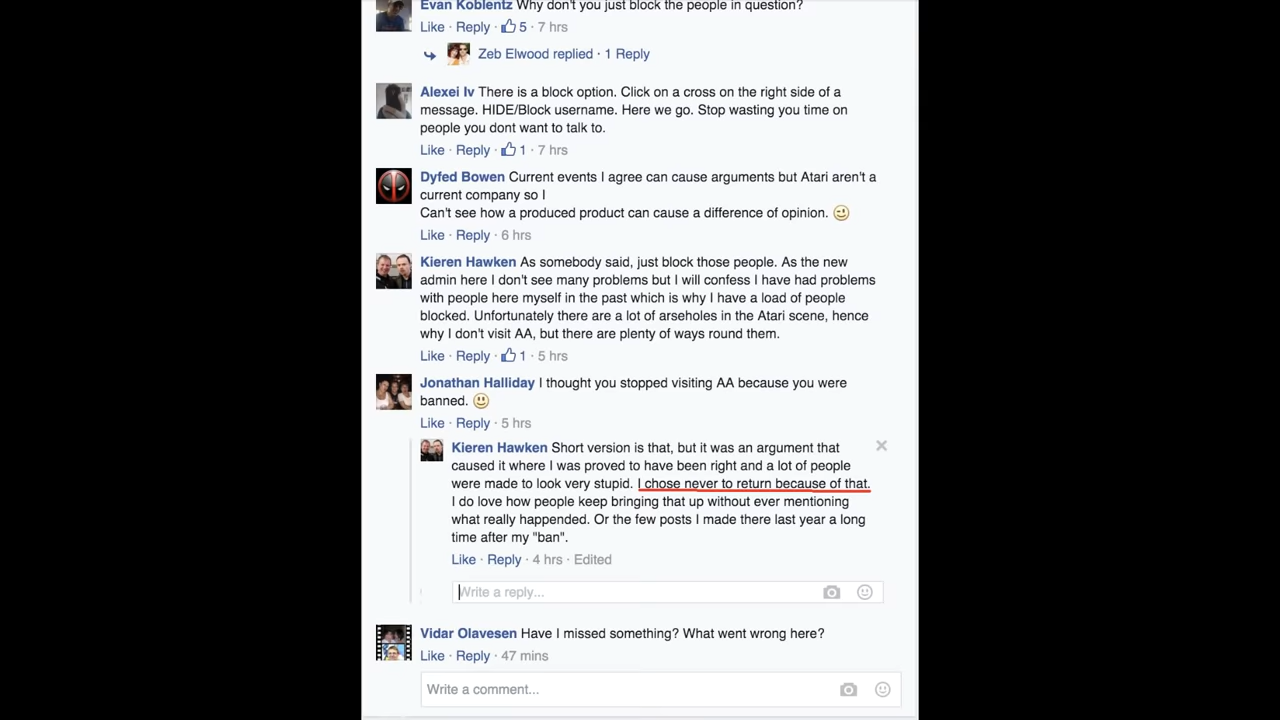 Evan Koblentz Why don't you just block the people in question?
Like · Reply · 5 · 7 hrs
Zeb Elwood replied · 1 Reply
Alexei Iv There is a block option. Click on a cross on the right side of a
message. HIDE/Block username. Here we go. Stop wasting you time on
people you dont want to talk to.
Like · Reply · 1 · 7 hrs
Dyfed Bowen Current events I agree can cause arguments but Atari aren't a
current company so I
Can't see how a produced product can cause a difference of opinion.
Like · Reply · 6 hrs
Kieren Hawken As somebody said, just block those people. As the new
admin here I don't see many problems but I will confess I have had problems
with people here myself in the past which is why I have a load of people
blocked. Unfortunately there are a lot of arseholes in the Atari scene, hence
why I don't visit AA, but there are plenty of ways round them.
Like · Reply · 1 · 5 hrs
Jonathan Halliday I thought you stopped visiting AA because you were
banned.
Like · Reply · 5 hrs
Kieren Hawken Short version is that, but it was an argument that
caused it where I was proved to have been right and a lot of people
were made to look very stupid. I chose never to return because of that.
I do love how people keep bringing that up without ever mentioning
what really happended. Or the few posts I made there last year a long
time after my "ban".
Like · Reply · 4 hrs · Edited
Write a reply...
Vidar Olavesen Have I missed something? What went wrong here?
Like · Reply · 47 mins
Write a comment...